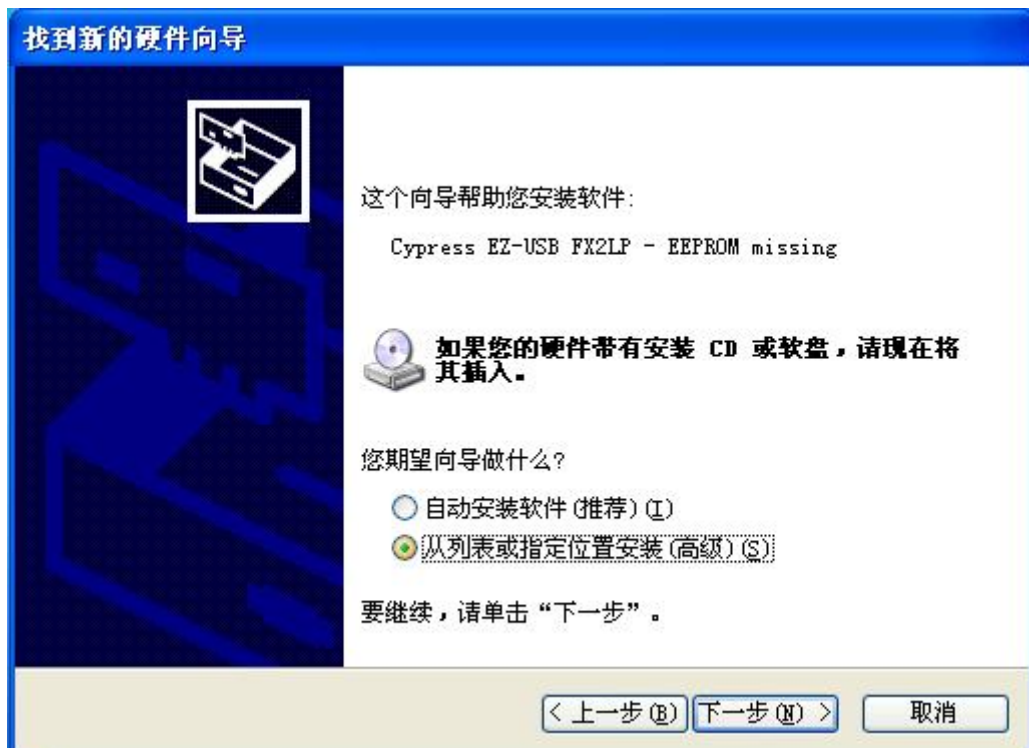 找到新的硬件向导
这个向导帮助您安装软件:
Cypress EZ-USB FX2LP - EEPROM missing
如果您的硬件带有安装 CD 或软盘，请现在将
其插入。
您期望向导做什么?
自动安装软件(推荐)(I)
从列表或指定位置安装(高级)(S)
要继续，请单击“下一步”。
< 上一步(B) 下一步(N) > 取消